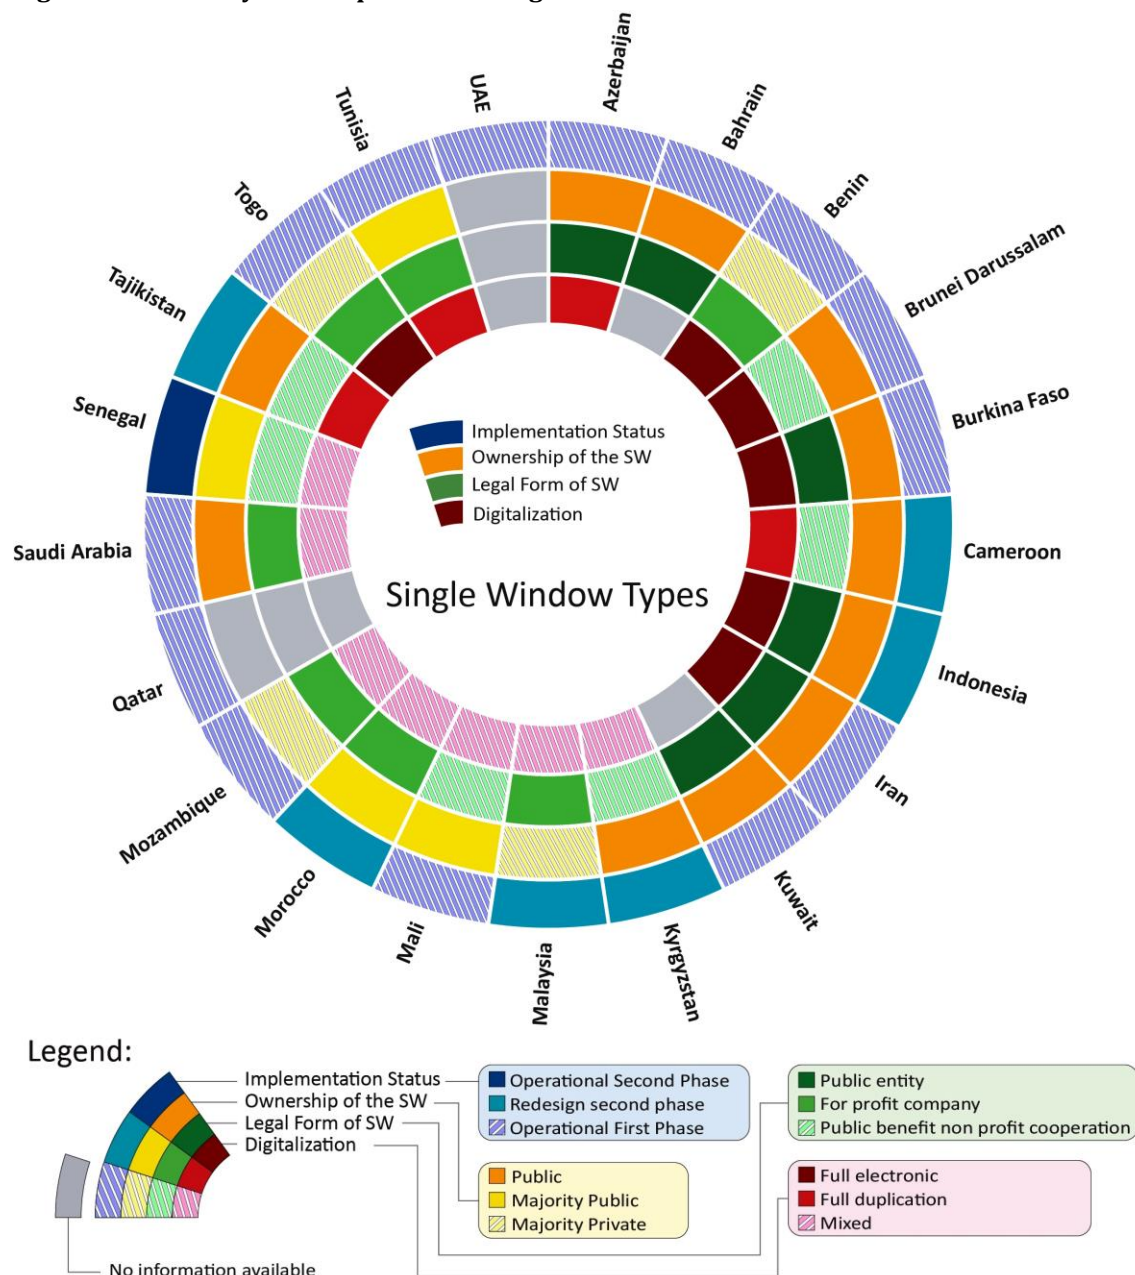 UAE
Azerbaijan
Bahrain
Benin
Brunei Darussalam
Burkina Faso
Cameroon
Indonesia
Iran
Kuwait
Kyrgyzstan
Malaysia
Mali
Morocco
Mozambique
Qatar
Saudi Arabia
Senegal
Tajikistan
Togo
Tunisia
Implementation Status
Ownership of the SW
Legal Form of SW
Digitalization
Single Window Types
Legend:
Implementation Status
Ownership of the SW
Legal Form of SW
Digitalization
No information available
Operational Second Phase
Redesign second phase
Operational First Phase
Public
Majority Public
Majority Private
Public entity
For profit company
Public benefit non profit cooperation
Full electronic
Full duplication
Mixed